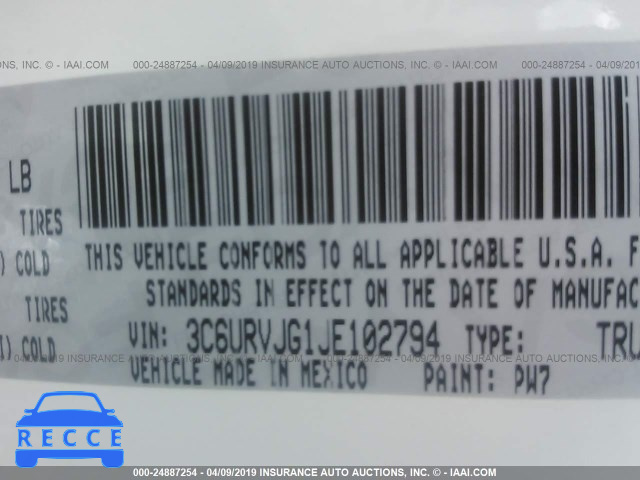 TIONS, INC. - © IAAI.COM 000-24887254 - 04/09/2019 INSURANCE AUTO AUCTIONS, INC. - © IAAI.COM 000-24887254 - 04/09/2019 INSURANCE
LB
TIRES
) COLD
THIS VEHICLE CONFORMS TO ALL APPLICABLE U.S.A. F
STANDARDS IN EFFECT ON THE DATE OF MANUFAC
TIRES
I) COLD
VIN: 3C6URVJG1JE102794 TYPE: TRU
VEHICLE MADE IN MEXICO PAINT: PW7
RECCE
000-24887254 - 04/09/2019 INSURANCE AUTO AUCTIONS, INC. - © IAAI.COM